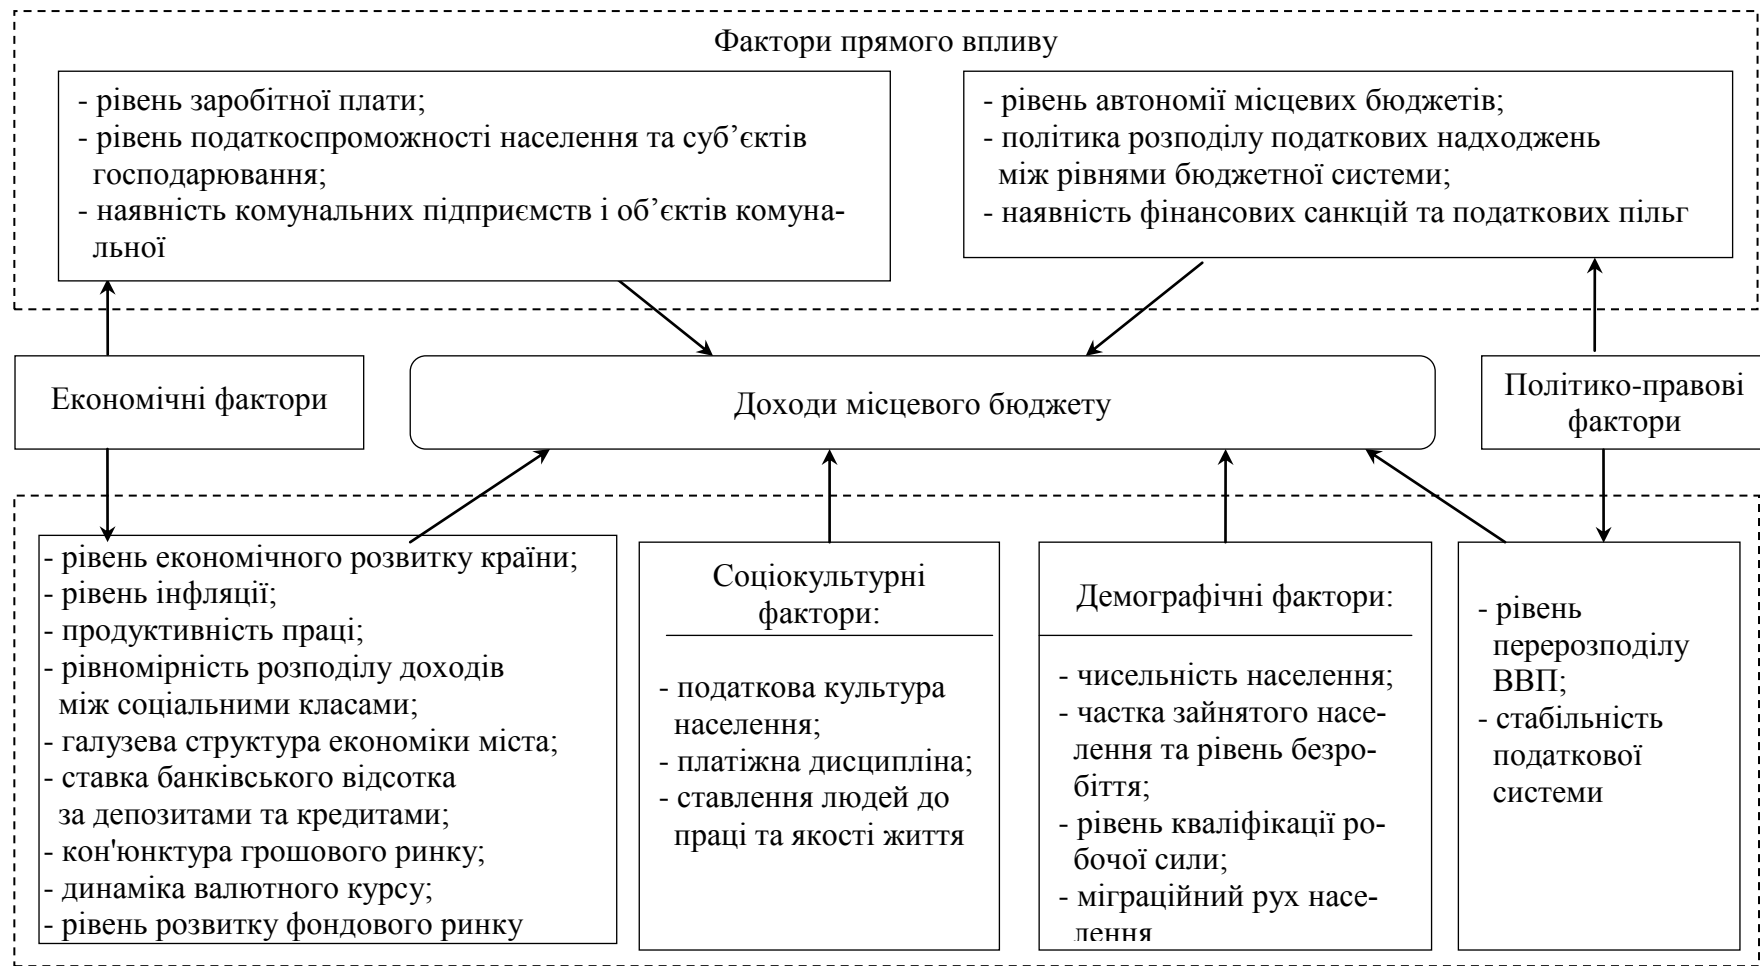 Фактори прямого впливу
- рівень заробітної плати;
- рівень податкоспроможності населення та суб’єктів
господарювання;
- наявність комунальних підприємств і об’єктів комуна-
льної
- рівень автономії місцевих бюджетів;
- політика розподілу податкових надходжень
між рівнями бюджетної системи;
- наявність фінансових санкцій та податкових пільг
Економічні фактори
Доходи місцевого бюджету
Політико-правові
фактори
- рівень економічного розвитку країни;
- рівень інфляції;
- продуктивність праці;
- рівномірність розподілу доходів
між соціальними класами;
- галузева структура економіки міста;
- ставка банківського відсотка
за депозитами та кредитами;
- кон'юнктура грошового ринку;
- динаміка валютного курсу;
- рівень розвитку фондового ринку
Соціокультурні
фактори:
- податкова культура
населення;
- платіжна дисципліна;
- ставлення людей до
праці та якості життя
Демографічні фактори:
- чисельність населення;
- частка зайнятого насе-
лення та рівень безро-
біття;
- рівень кваліфікації ро-
бочої сили;
- міграційний рух насе-
лення
- рівень
перерозподілу
ВВП;
- стабільність
податкової
системи